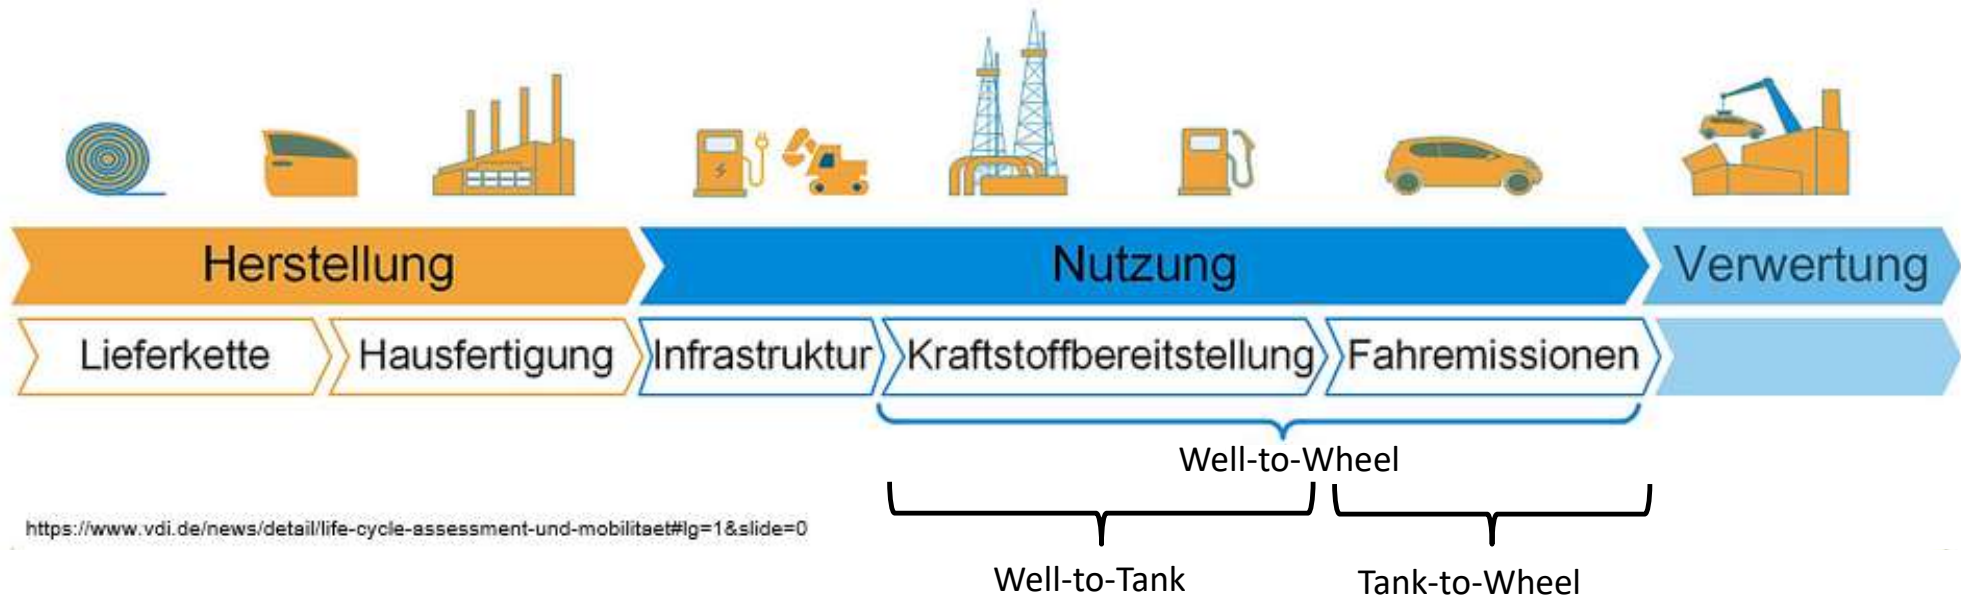 Herstellung
Nutzung
Verwertung
Lieferkette
Hausfertigung
Infrastruktur
Kraftstoffbereitstellung
Fahremissionen
Well-to-Wheel
https://www.vdi.de/news/detail/life-cycle-assessment-und-mobilitaet#lg=1&slide=0
Well-to-Tank
Tank-to-Wheel